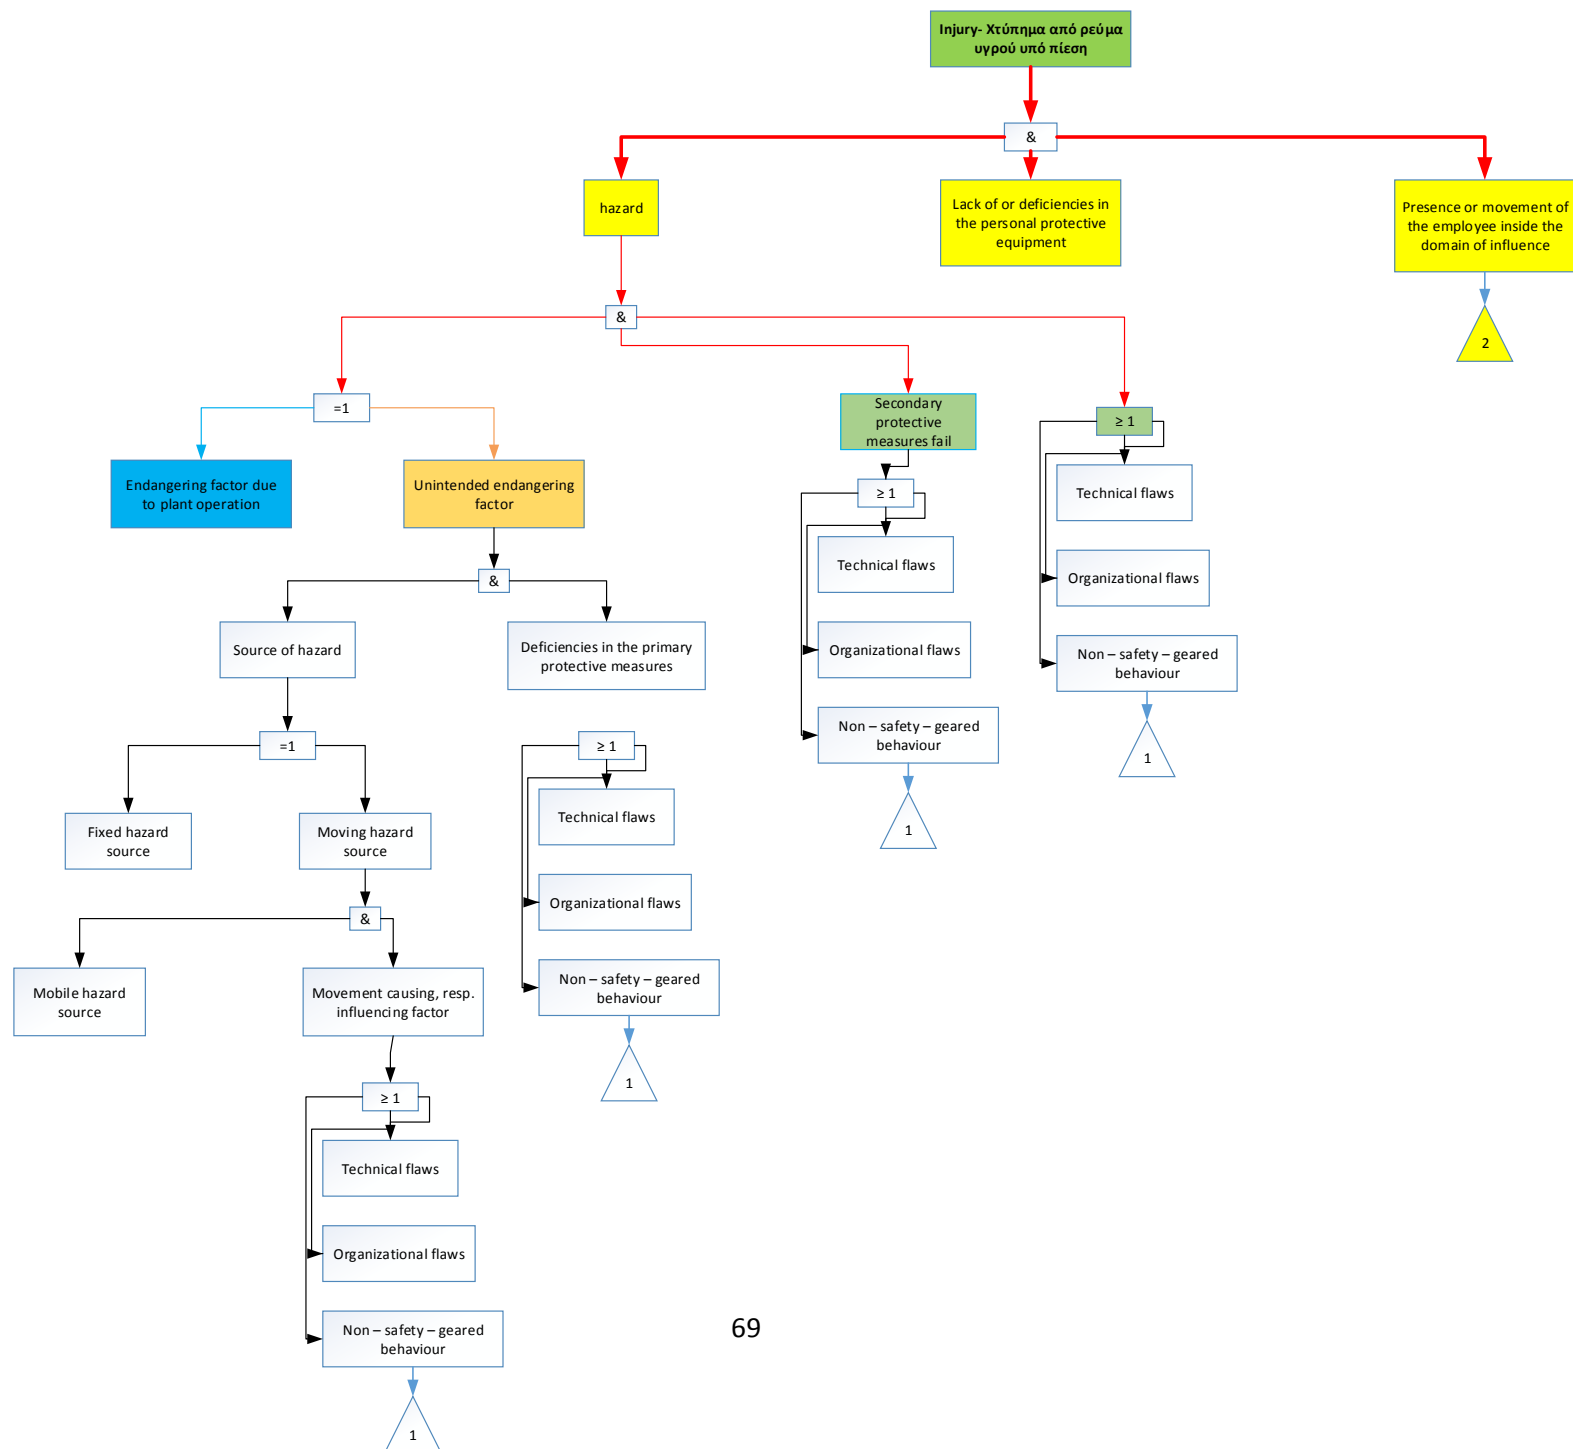 Injury- Χτύπημα από ρεύμα
υγρού υπό πίεση
&
hazard
Lack of or deficiencies in
the personal protective
equipment
Presence or movement of
the employee inside the
domain of influence
&
2
=1
Secondary
protective
measures fail
≥ 1
Endangering factor due
to plant operation
Unintended endangering
factor
≥ 1
Technical flaws
Technical flaws
Organizational flaws
&
Source of hazard
Deficiencies in the primary
protective measures
Organizational flaws
Non – safety – geared
behaviour
Non – safety – geared
behaviour
=1
≥ 1
1
Fixed hazard
source
Moving hazard
source
Technical flaws
1
&
Organizational flaws
Mobile hazard
source
Movement causing, resp.
influencing factor
Non – safety – geared
behaviour
1
≥ 1
Technical flaws
Organizational flaws
Non – safety – geared
behaviour
69
1